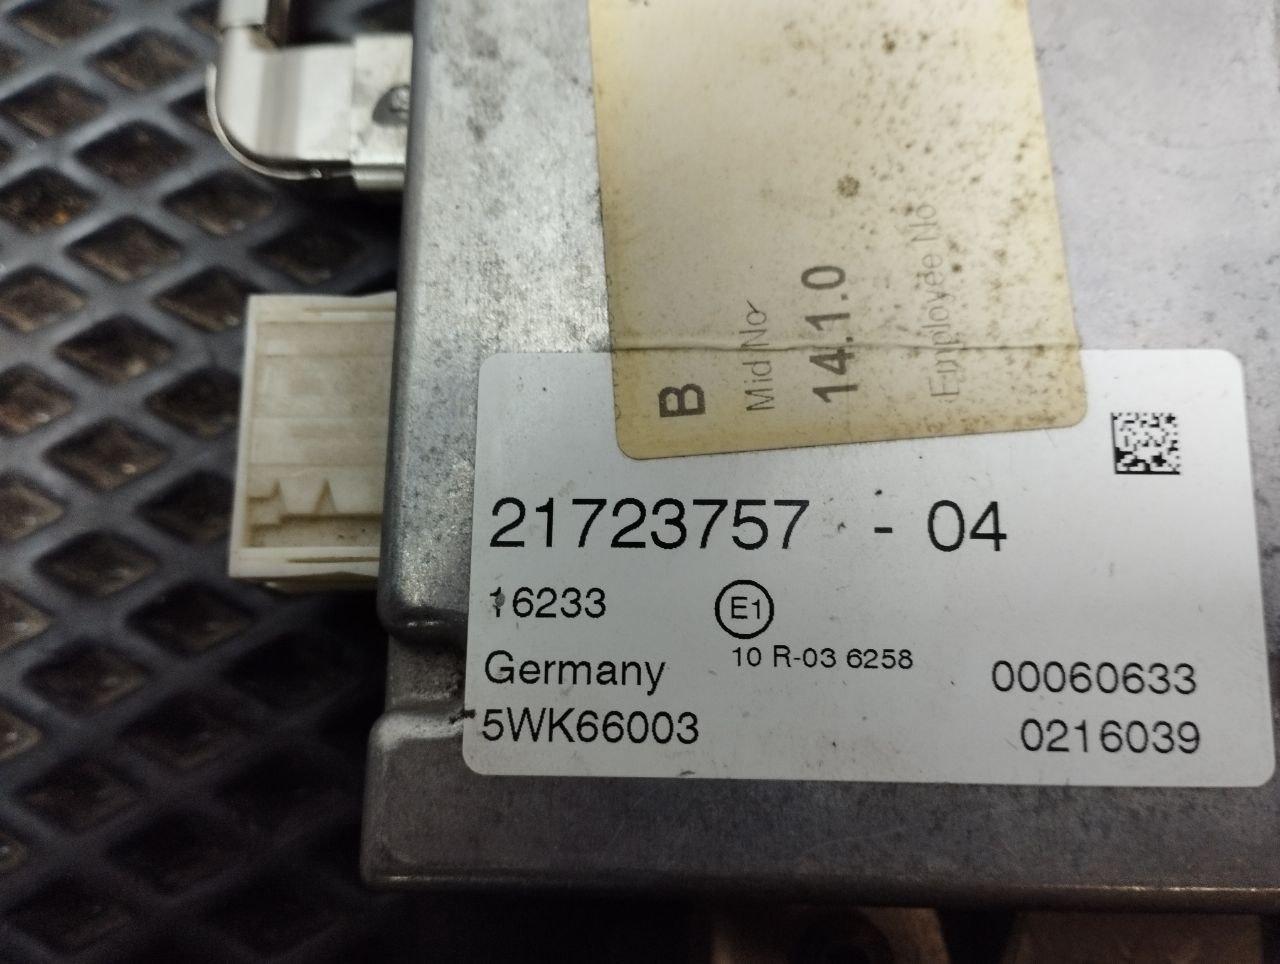 B
Mid No
14.1.0
Employee No
21723757 - 04
16233
E1
10 R-03 6258
Germany
00060633
5WK66003
0216039